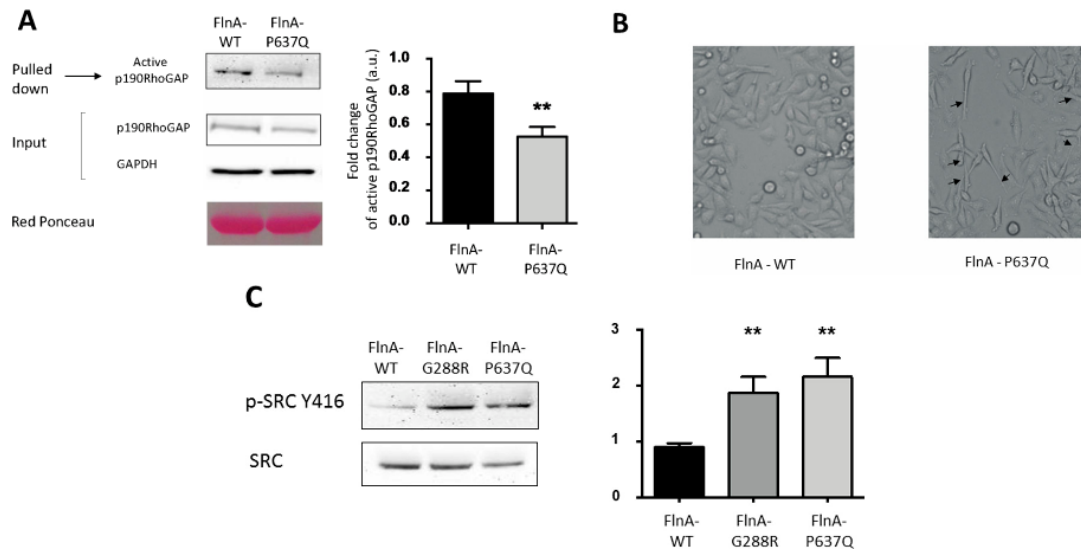 A
FlnA-
WT
FlnA-
P637Q
Pulled
down
Active
p190RhoGAP
Input
p190RhoGAP
GAPDH
Red Ponceau
Fold change
of active p190RhoGAP (a.u.)
1.0
0.8
0.6
0.4
0.2
0.0
**
FlnA-
WT
FlnA-
P637Q
B
FlnA - WT
FlnA - P637Q
C
FlnA-
WT
FlnA-
G288R
FlnA-
P637Q
p-SRC Y416
SRC
3
2
1
0
**
**
FlnA-
WT
FlnA-
G288R
FlnA-
P637Q